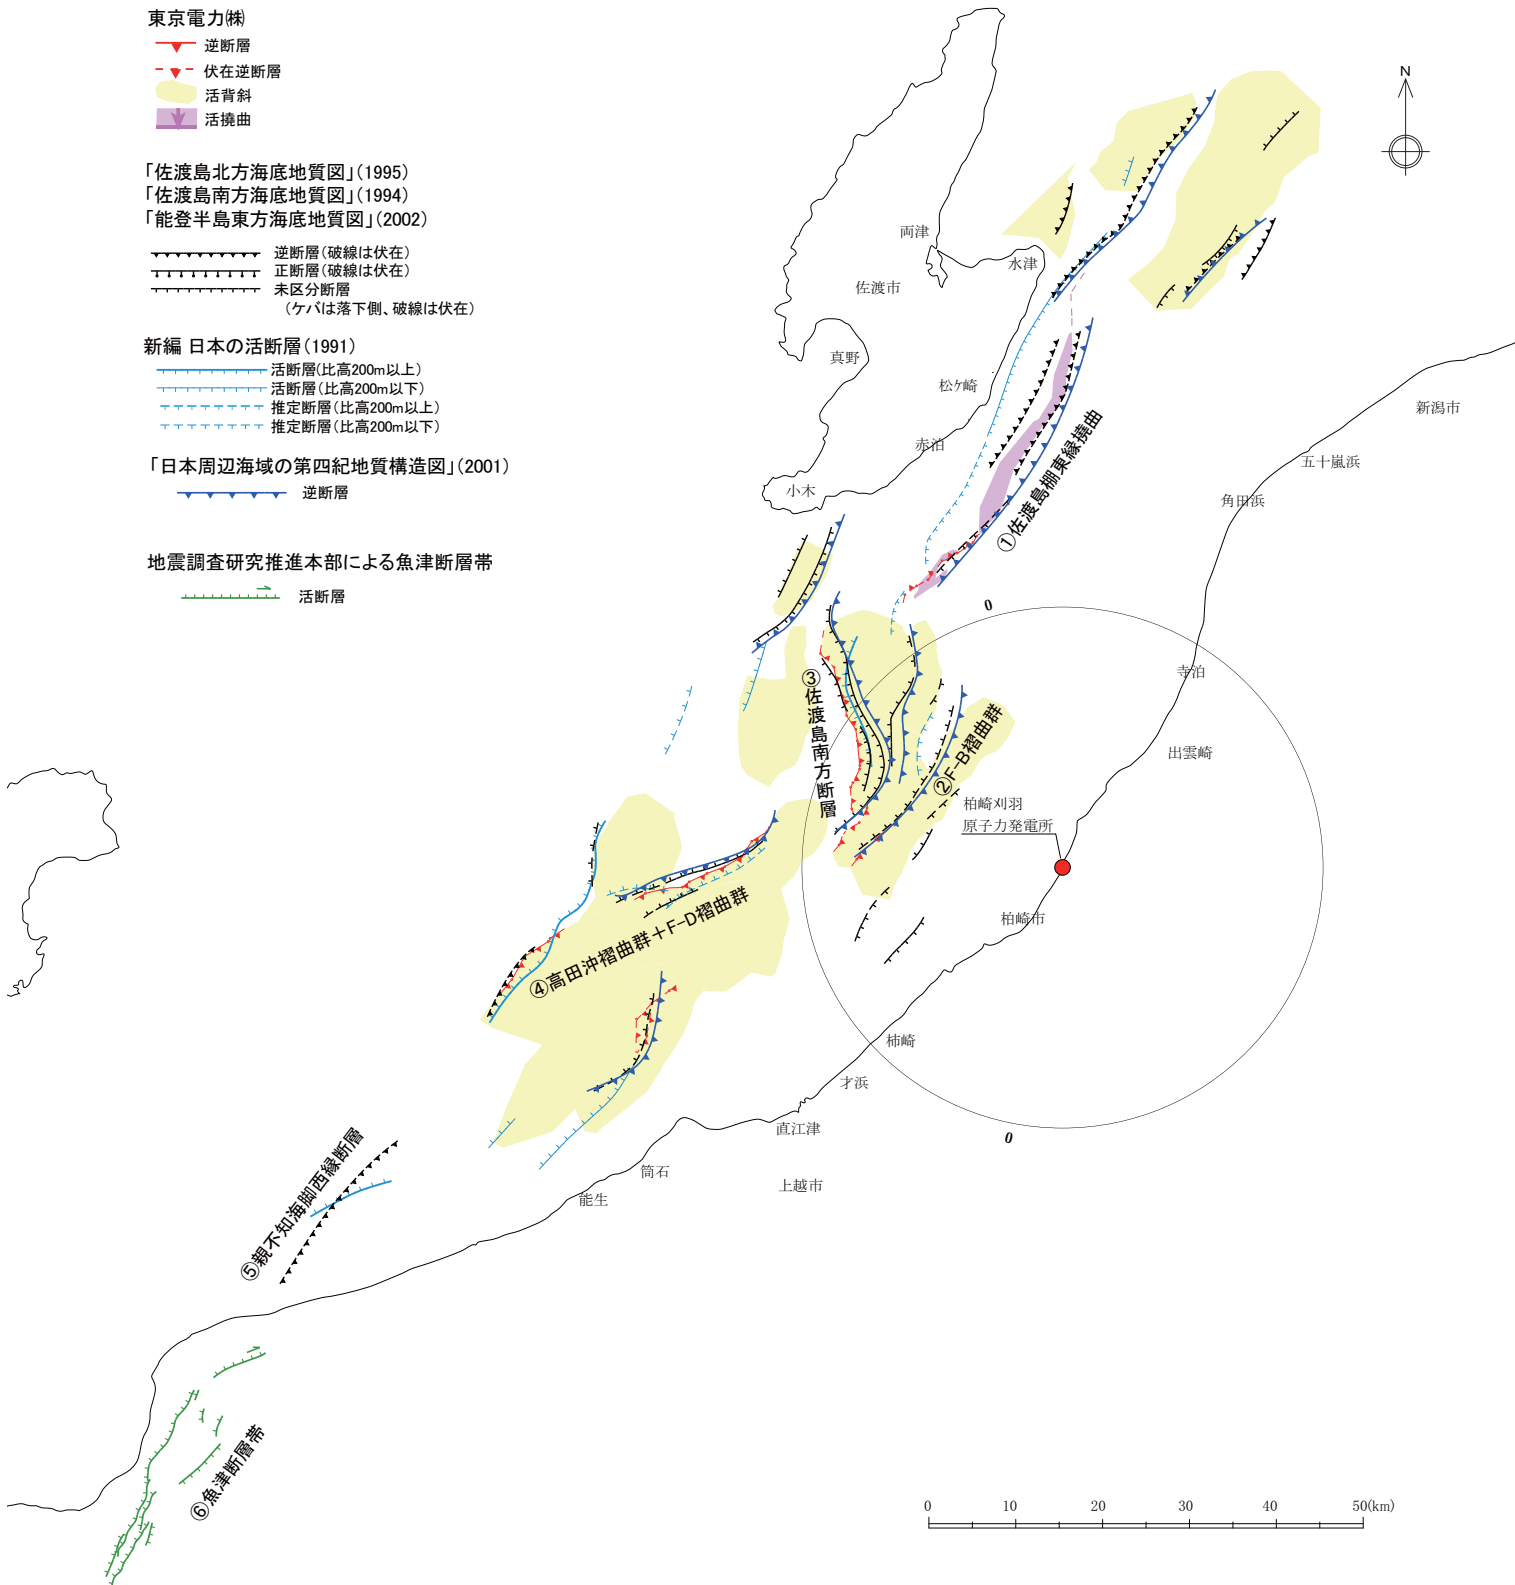 東京電力㈱
逆断層
伏在逆断層
活背斜
活撓曲
「佐渡島北方海底地質図」(1995)
「佐渡島南方海底地質図」(1994)
「能登半島東方海底地質図」(2002)
逆断層(破線は伏在)
正断層(破線は伏在)
未区分断層
(ケバは落下側、破線は伏在)
新編 日本の活断層(1991)
活断層(比高200m以上)
活断層(比高200m以下)
推定断層(比高200m以上)
推定断層(比高200m以下)
「日本周辺海域の第四紀地質構造図」(2001)
逆断層
地震調査研究推進本部による魚津断層帯
活断層
N
両津
水津
佐渡市
真野
松ケ崎
赤泊
小木
新潟市
五十嵐浜
角田浜
①佐渡島棚東縁撓曲
0
寺泊
③佐渡島南方断層
②F-B褶曲群
出雲崎
柏崎刈羽
原子力発電所
柏崎市
④高田沖褶曲群+F-D褶曲群
柿崎
才浜
直江津
0
筒石
上越市
能生
⑤親不知海脚西縁断層
⑥魚津断層帯
0 10 20 30 40 50(km)